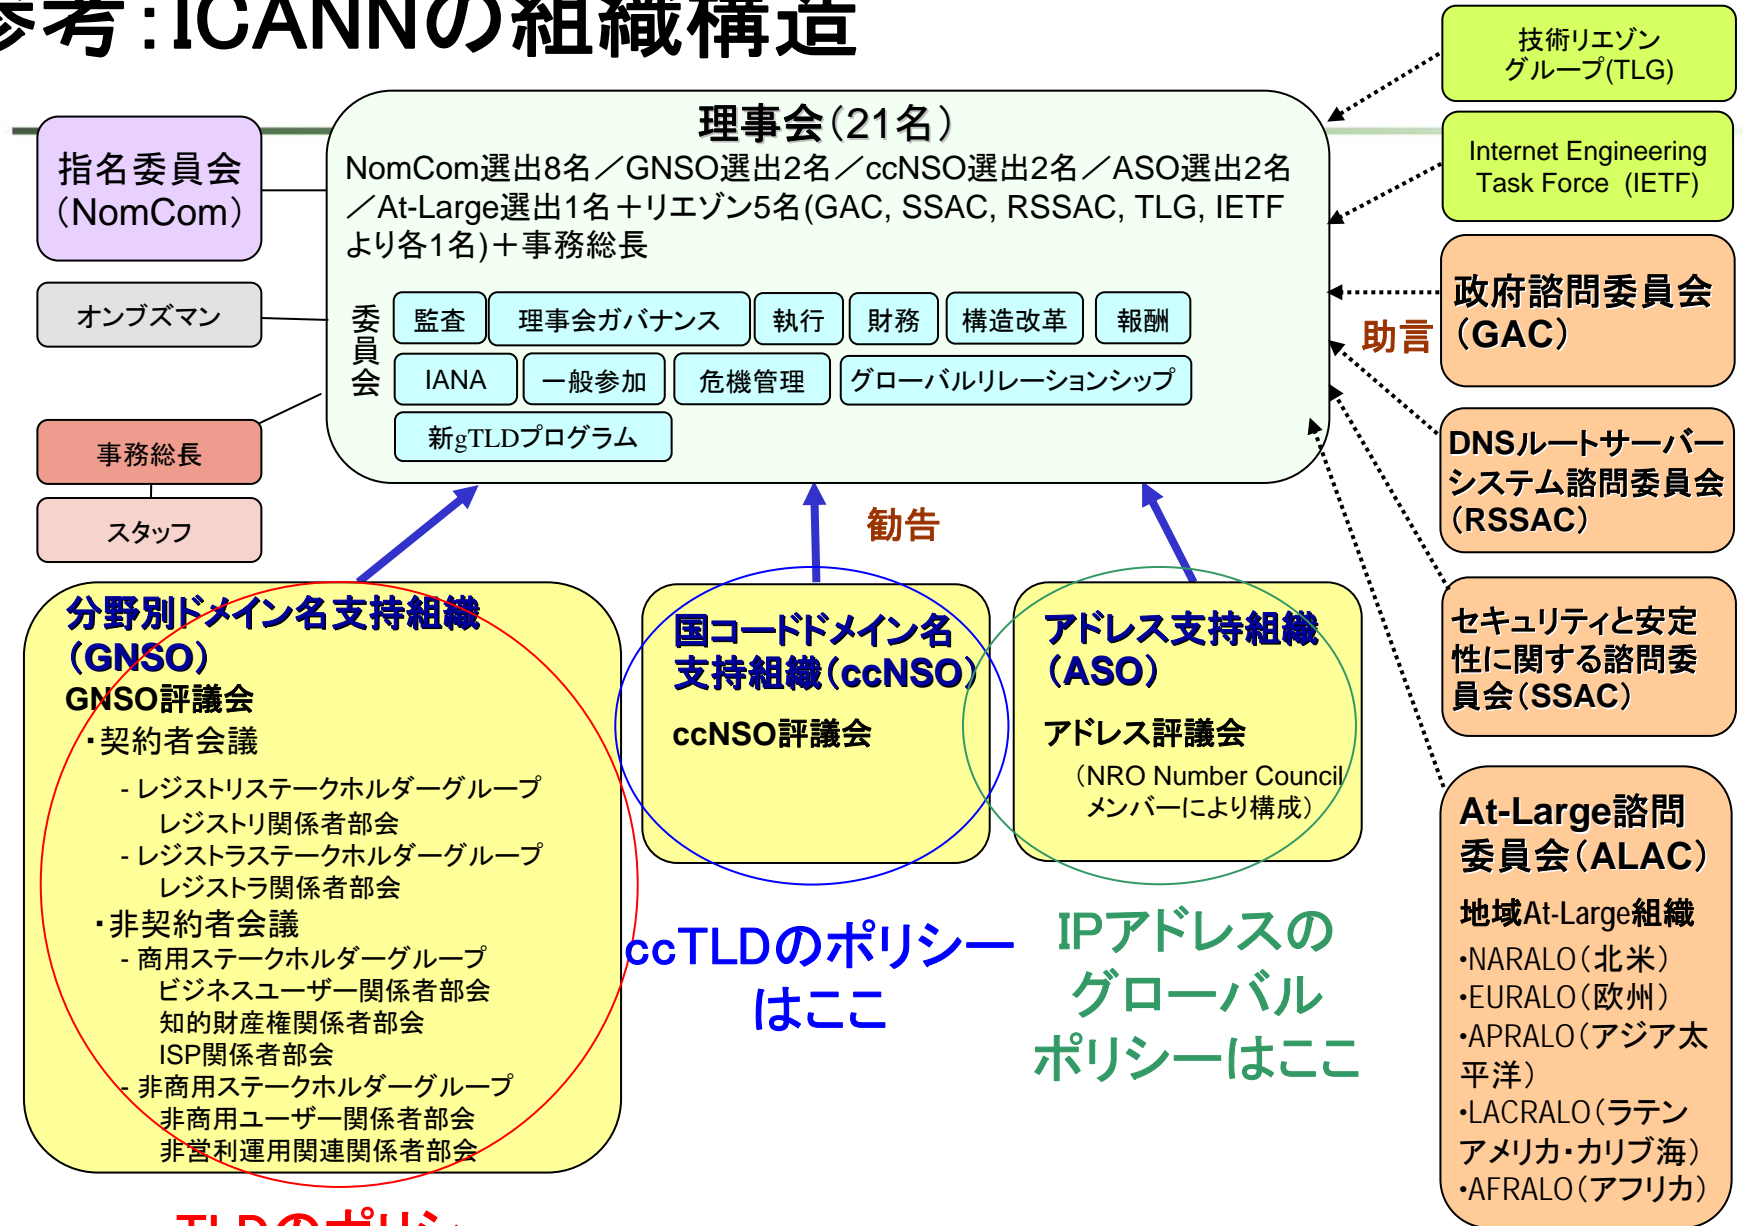 参考:ICANNの組織構造
技術リエゾン
グループ(TLG)
Internet Engineering
Task Force (IETF)
指名委員会
(NomCom)
オンブズマン
事務総長
スタッフ
理事会(21名)
NomCom選出8名/GNSO選出2名/ccNSO選出2名/ASO選出2名
/At-Large選出1名+リエゾン5名(GAC, SSAC, RSSAC, TLG, IETF
より各1名)+事務総長
委員会
監査 理事会ガバナンス 執行 財務 構造改革 報酬
IANA 一般参加 危機管理 グローバルリレーションシップ
新gTLDプログラム
助言
政府諮問委員会
(GAC)
DNSルートサーバー
システム諮問委員会
(RSSAC)
セキュリティと安定
性に関する諮問委
員会(SSAC)
At-Large諮問
委員会(ALAC)
地域At-Large組織
・NARALO(北米)
・EURALO(欧州)
・APRALO(アジア太
平洋)
・LACRALO(ラテン
アメリカ・カリブ海)
・AFRALO(アフリカ)
勧告
分野別ドメイン名支持組織
(GNSO)
GNSO評議会
・契約者会議
- レジストリステークホルダーグループ
レジストリ関係者部会
- レジストラステークホルダーグループ
レジストラ関係者部会
・非契約者会議
- 商用ステークホルダーグループ
ビジネスユーザー関係者部会
知的財産権関係者部会
ISP関係者部会
- 非商用ステークホルダーグループ
非商用ユーザー関係者部会
非営利運用関連関係者部会
国コードドメイン名
支持組織(ccNSO)
ccNSO評議会
アドレス支持組織
(ASO)
アドレス評議会
(NRO Number Council
メンバーにより構成)
ccTLDのポリシー
はここ
IPアドレスの
グローバル
ポリシーはここ
TLDのポリシー